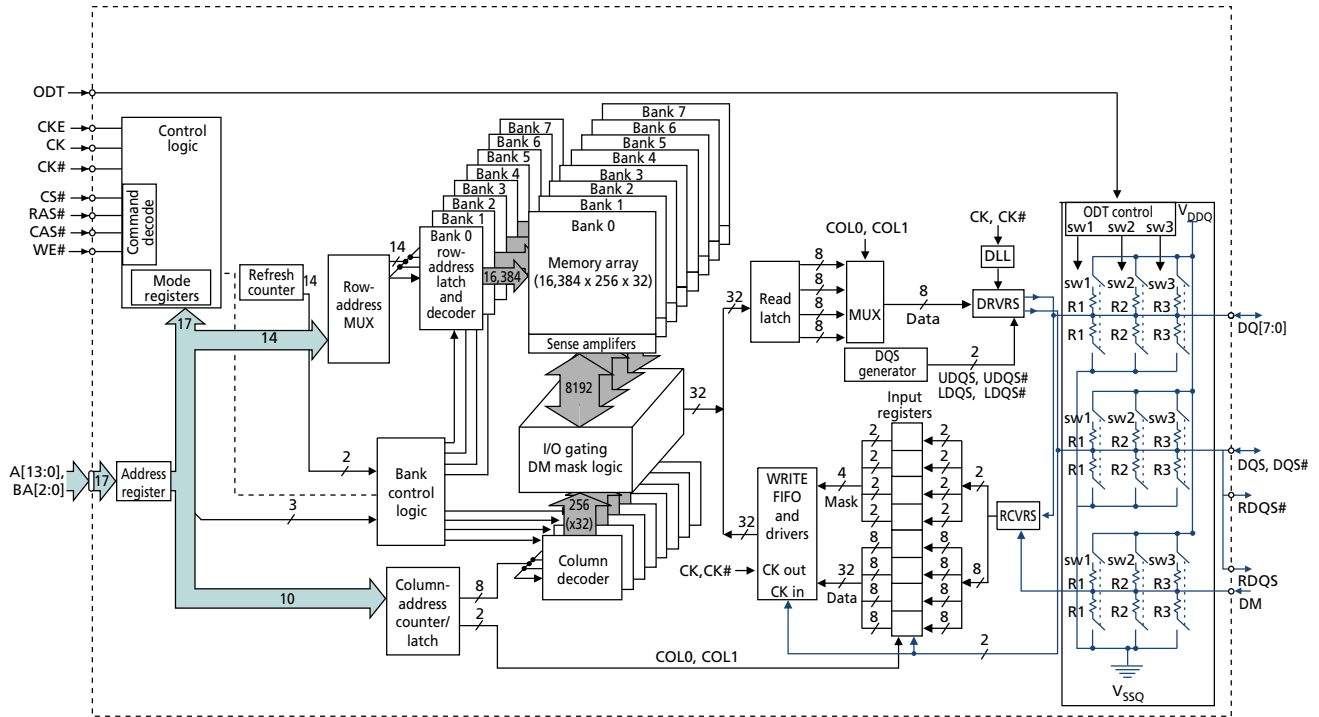 ODT
CKE
CK
CK#
CS#
RAS#
CAS#
WE#
Control
logic
Command
decode
Mode
registers
Refresh
counter
14
17
14
Row-
address
MUX
14
Bank 7
Bank 6
Bank 5
Bank 4
Bank 3
Bank 2
Bank 1
Bank 0
row-
address
latch
and
decoder
16,384
Bank 7
Bank 6
Bank 5
Bank 4
Bank 3
Bank 2
Bank 1
Bank 0
Memory array
(16,384 x 256 x 32)
Sense amplifers
8192
I/O gating
DM mask logic
32
256
(x32)
Column
decoder
A[13:0],
BA[2:0]
17
Address
register
2
3
Bank
control
logic
10
Column-
address
counter/
latch
8
2
COL0, COL1
32
Read
latch
8
8
8
8
COL0, COL1
MUX
8
Data
CK, CK#
DLL
DRVRS
DQS
generator
2
UDQS, UDQS#
LDQS, LDQS#
Input
registers
32
WRITE
FIFO
and
drivers
CK out
CK in
CK,CK#
4
Mask
32
Data
2
2
2
2
8
8
8
8
2
2
2
2
8
8
8
8
2
8
RCVRS
2
ODT control
sw1 sw2 sw3
VDDQ
sw1 sw2 sw3
R1 R2 R3
R1 R2 R3
sw1 sw2 sw3
R1 R2 R3
R1 R2 R3
sw1 sw2 sw3
R1 R2 R3
R1 R2 R3
VSSQ
DQ[7:0]
DQS, DQS#
RDQS#
RDQS
DM